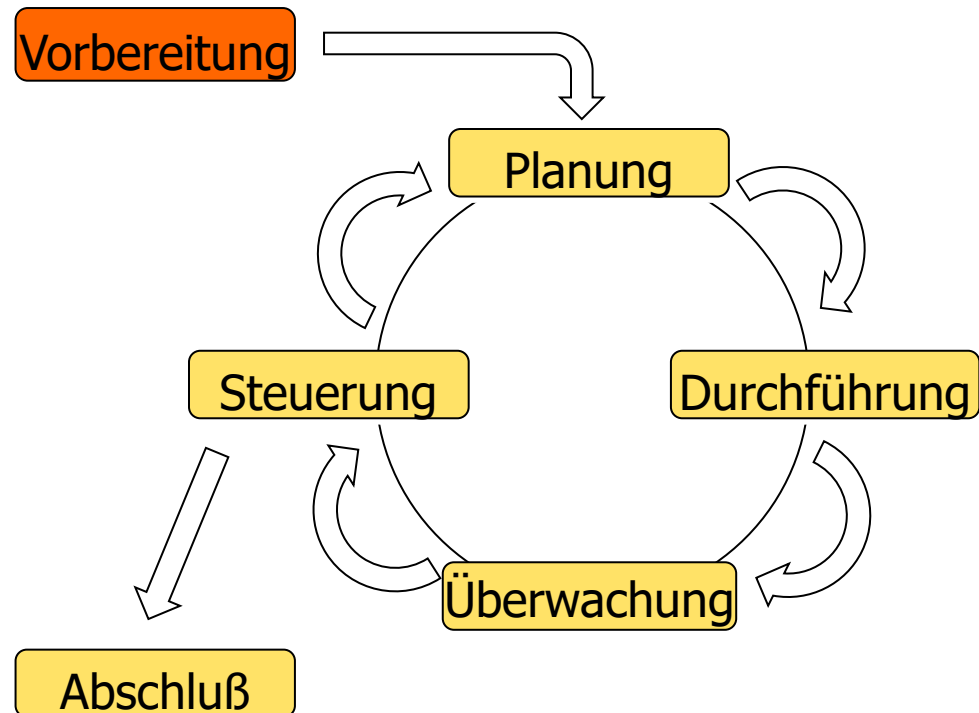 Vorbereitung
Planung
Steuerung
Durchführung
Überwachung
Abschluß